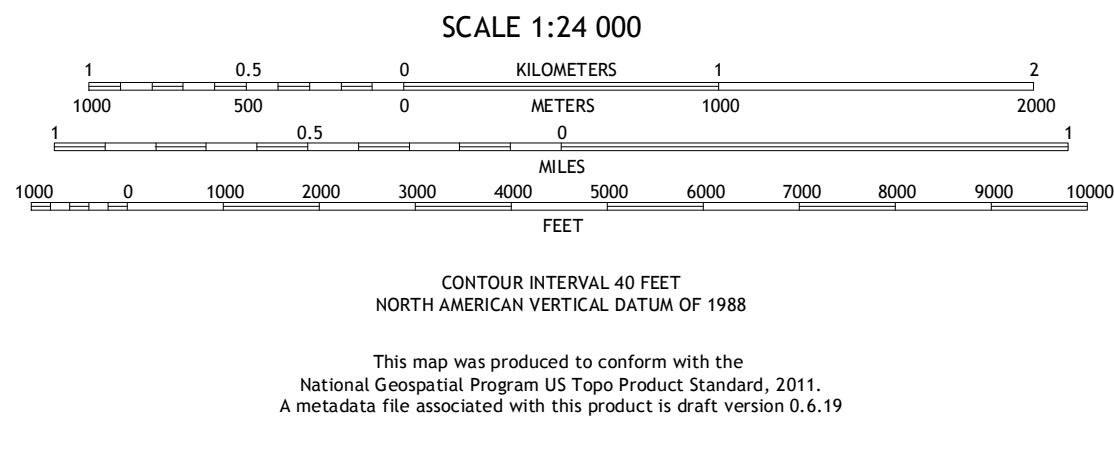 SCALE 1:24 000
1 0.5 0 KILOMETERS 1 2
1000 500 0 METERS 1000 2000
1 0.5 0 1
MILES
1000 0 1000 2000 3000 4000 5000 6000 7000 8000 9000 10000
FEET
CONTOUR INTERVAL 40 FEET
NORTH AMERICAN VERTICAL DATUM OF 1988
This map was produced to conform with the
National Geospatial Program US Topo Product Standard, 2011.
A metadata file associated with this product is draft version 0.6.19